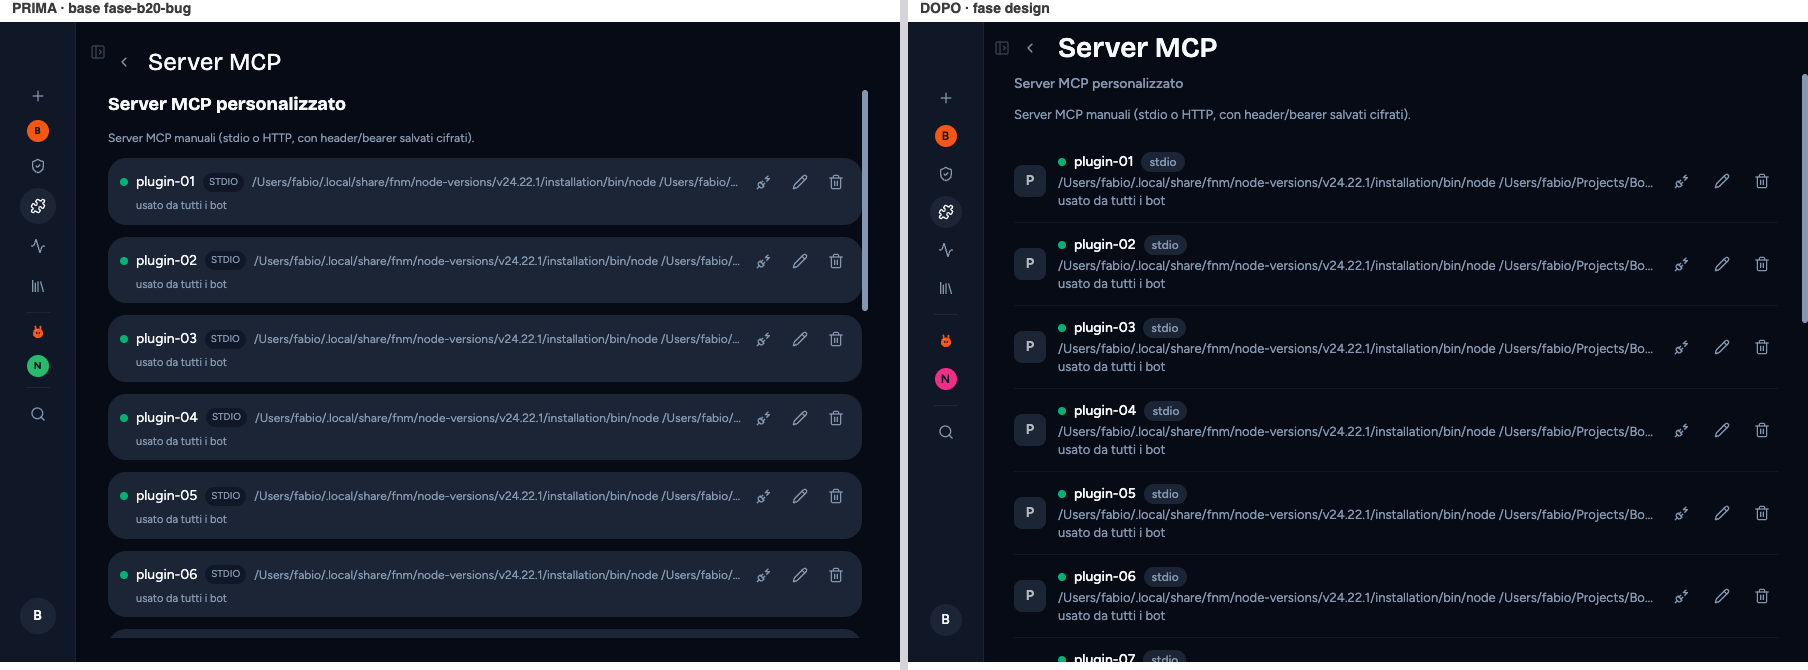 PRIMA · base fase-b20-bug
Server MCP
Server MCP personalizzato
Server MCP manuali (stdio o HTTP, con header/bearer salvati cifrati).
B
N
B
plugin-01 STDIO /Users/fabio/.local/share/fnm/node-versions/v24.22.1/installation/bin/node /Users/fabio/...
usato da tutti i bot
plugin-02 STDIO /Users/fabio/.local/share/fnm/node-versions/v24.22.1/installation/bin/node /Users/fabio/...
usato da tutti i bot
plugin-03 STDIO /Users/fabio/.local/share/fnm/node-versions/v24.22.1/installation/bin/node /Users/fabio/...
usato da tutti i bot
plugin-04 STDIO /Users/fabio/.local/share/fnm/node-versions/v24.22.1/installation/bin/node /Users/fabio/...
usato da tutti i bot
plugin-05 STDIO /Users/fabio/.local/share/fnm/node-versions/v24.22.1/installation/bin/node /Users/fabio/...
usato da tutti i bot
plugin-06 STDIO /Users/fabio/.local/share/fnm/node-versions/v24.22.1/installation/bin/node /Users/fabio/...
usato da tutti i bot
DOPO · fase design
Server MCP
Server MCP personalizzato
Server MCP manuali (stdio o HTTP, con header/bearer salvati cifrati).
B
N
B
P
plugin-01 stdio
/Users/fabio/.local/share/fnm/node-versions/v24.22.1/installation/bin/node /Users/fabio/Projects/Bo...
usato da tutti i bot
P
plugin-02 stdio
/Users/fabio/.local/share/fnm/node-versions/v24.22.1/installation/bin/node /Users/fabio/Projects/Bo...
usato da tutti i bot
P
plugin-03 stdio
/Users/fabio/.local/share/fnm/node-versions/v24.22.1/installation/bin/node /Users/fabio/Projects/Bo...
usato da tutti i bot
P
plugin-04 stdio
/Users/fabio/.local/share/fnm/node-versions/v24.22.1/installation/bin/node /Users/fabio/Projects/Bo...
usato da tutti i bot
P
plugin-05 stdio
/Users/fabio/.local/share/fnm/node-versions/v24.22.1/installation/bin/node /Users/fabio/Projects/Bo...
usato da tutti i bot
P
plugin-06 stdio
/Users/fabio/.local/share/fnm/node-versions/v24.22.1/installation/bin/node /Users/fabio/Projects/Bo...
usato da tutti i bot
plugin-07 stdio